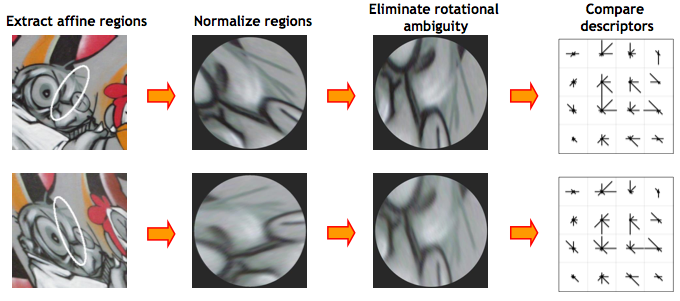 Extract affine regions
Normalize regions
Eliminate rotational
ambiguity
Compare
descriptors